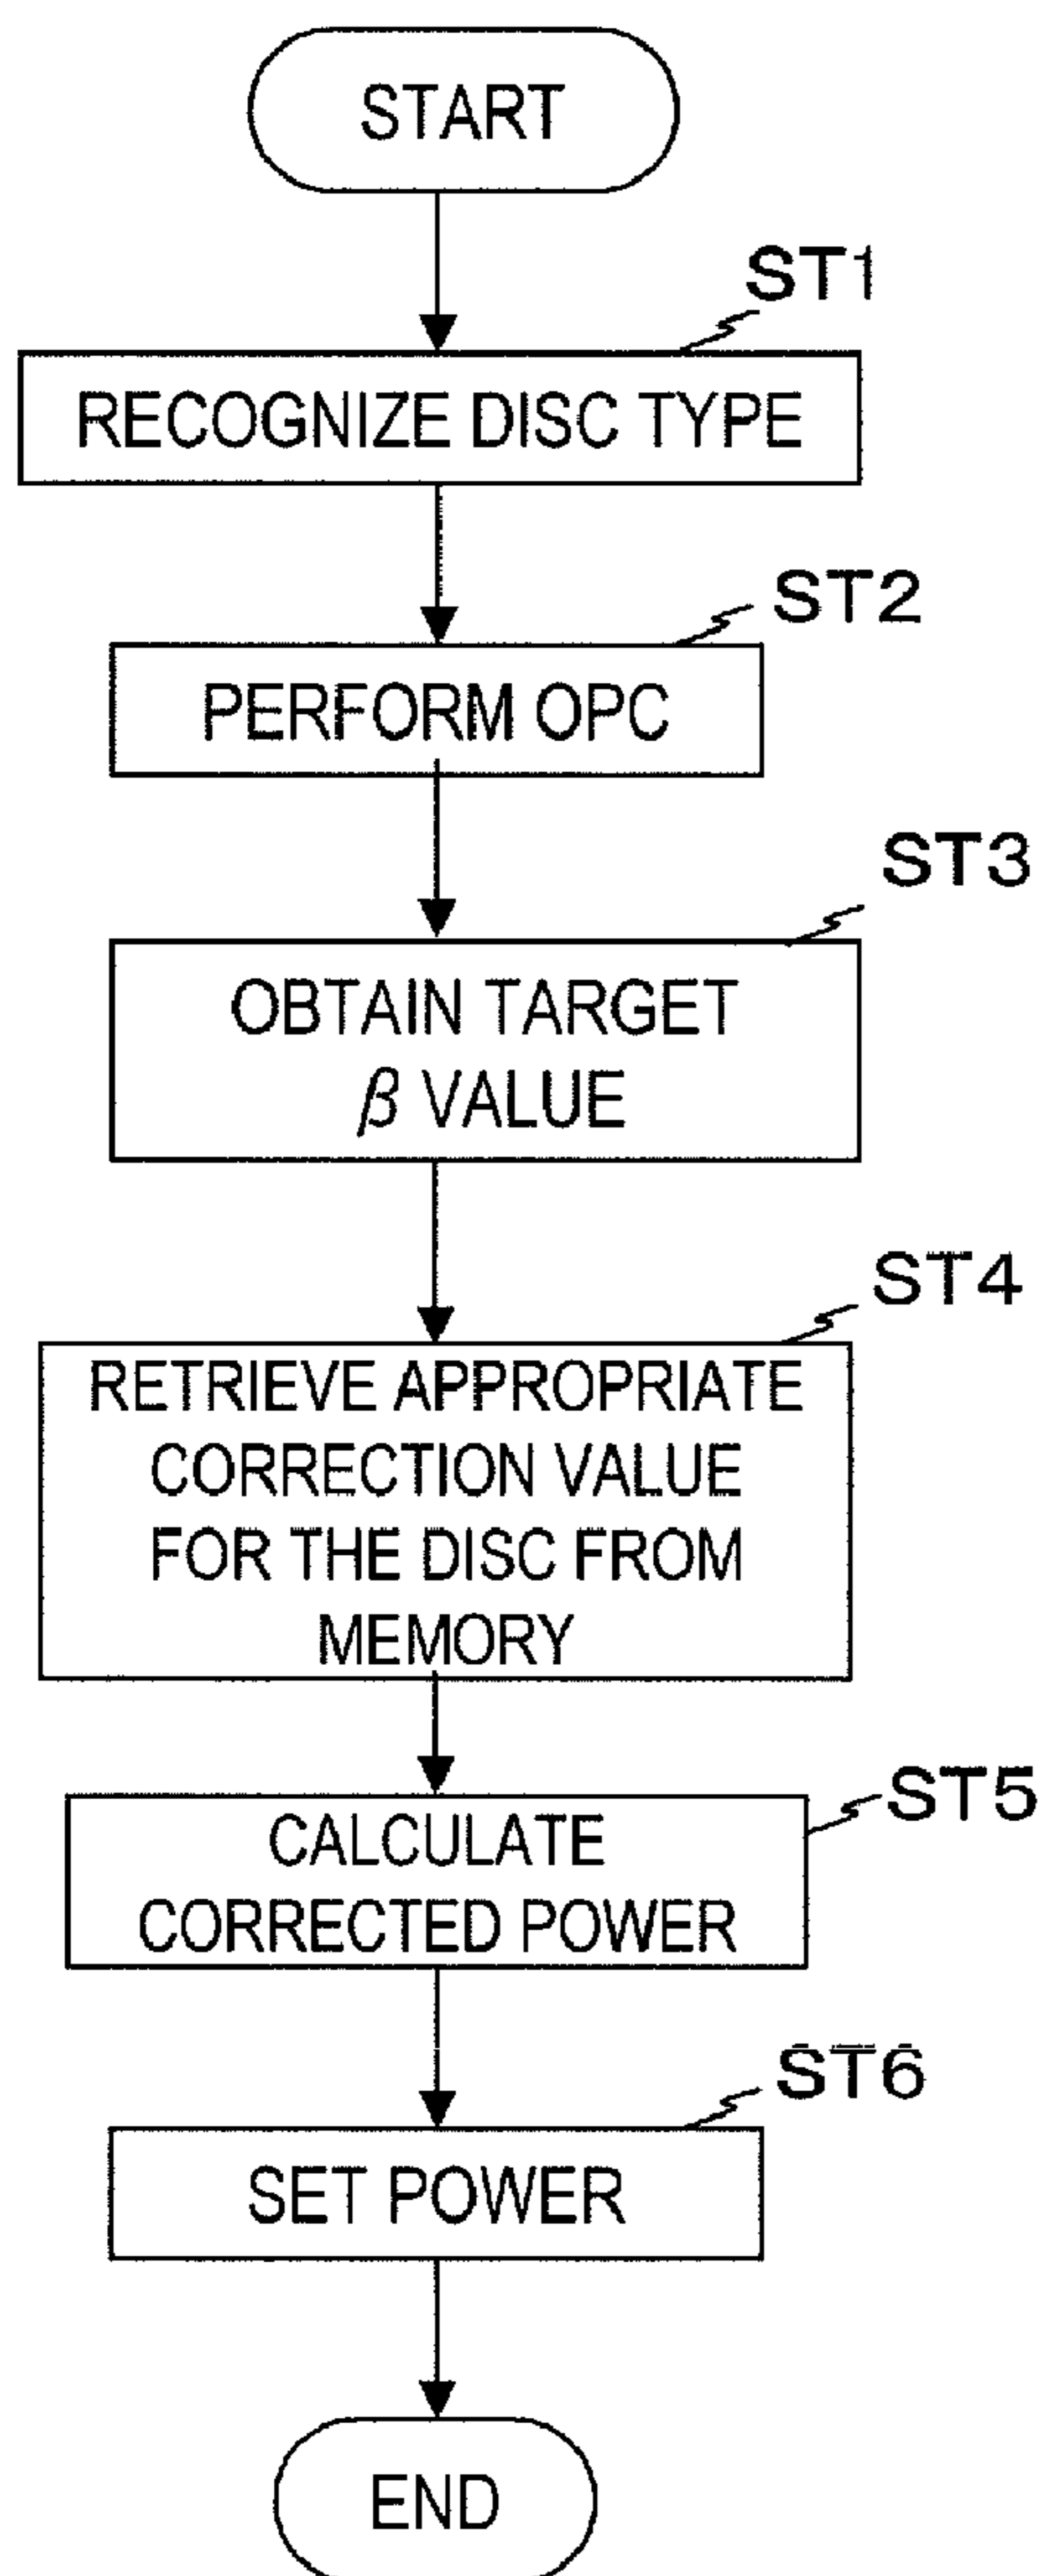 START
ST1
RECOGNIZE DISC TYPE
ST2
PERFORM OPC
ST3
OBTAIN TARGET
β VALUE
ST4
RETRIEVE APPROPRIATE
CORRECTION VALUE
FOR THE DISC FROM
MEMORY
ST5
CALCULATE
CORRECTED POWER
ST6
SET POWER
END